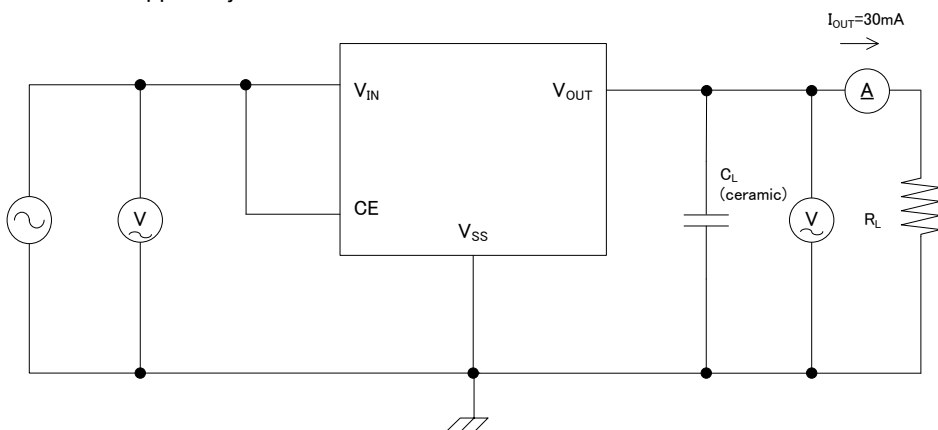 I_OUT=30mA
V_IN
V_OUT
C_L
(ceramic)
V
CE
V_SS
V
R_L
A